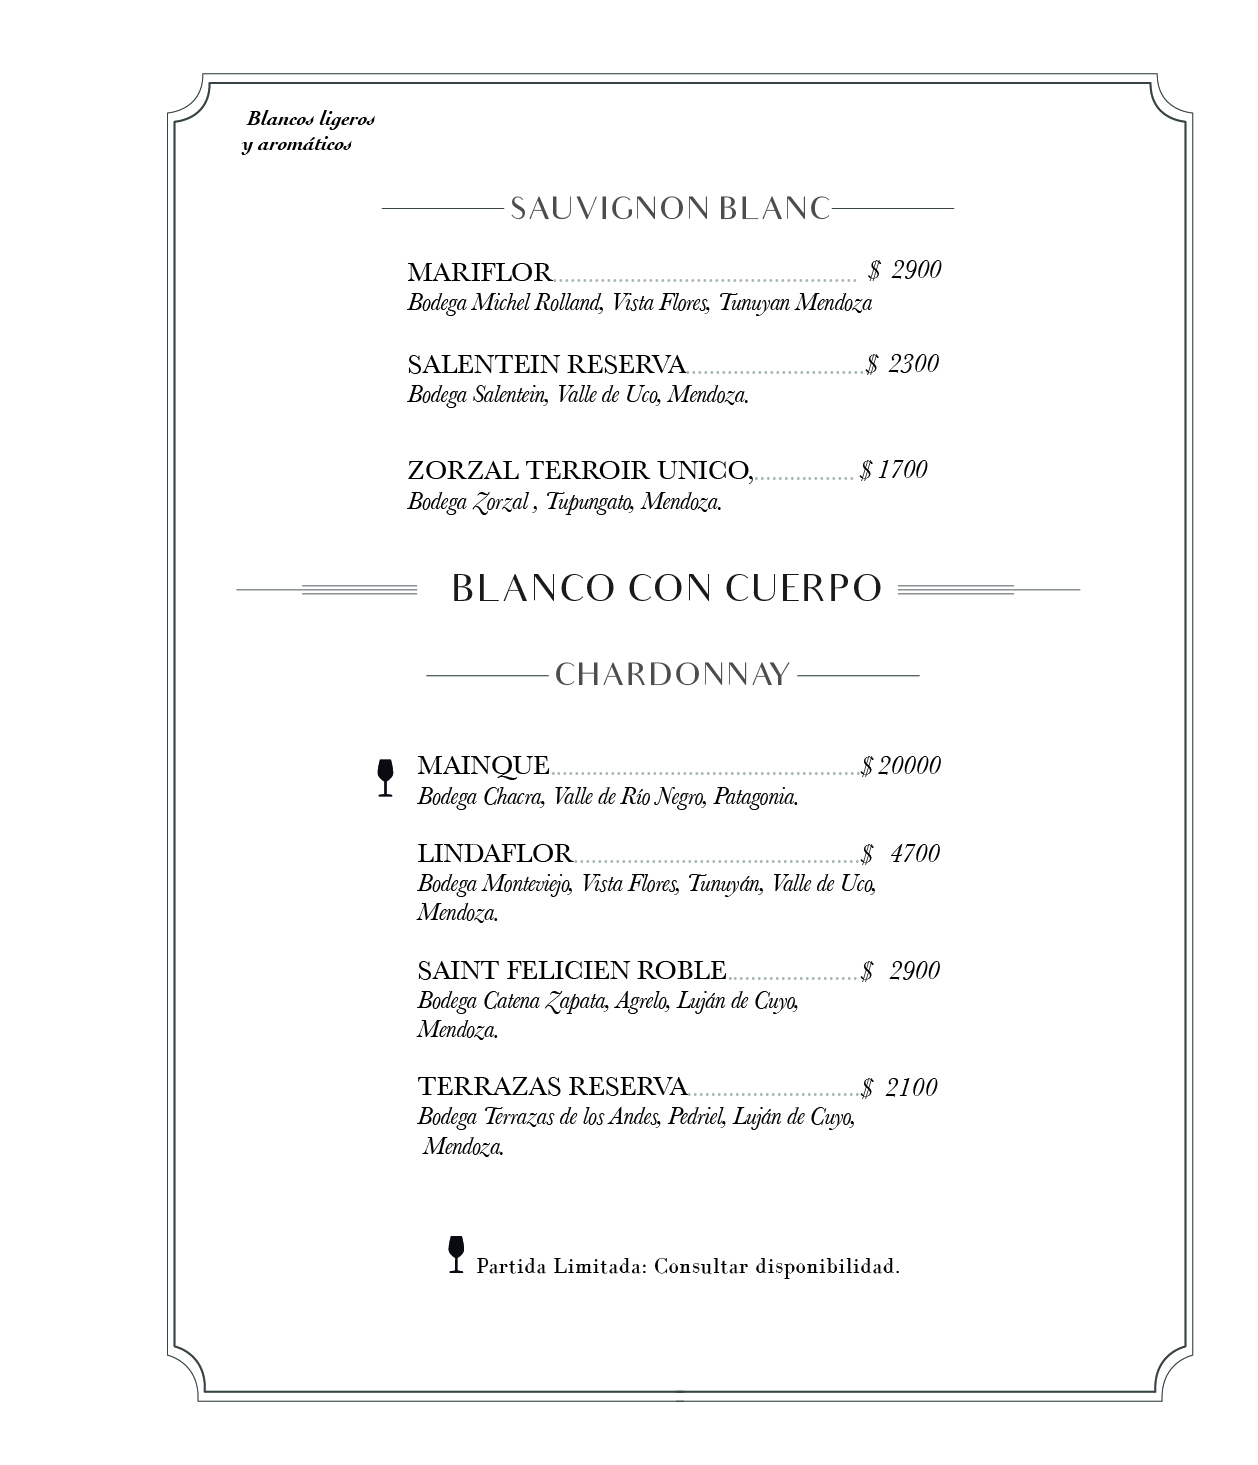 Blancos ligeros
y aromáticos
SAUVIGNON BLANC
MARIFLOR.................................................... $ 2900
Bodega Michel Rolland, Vista Flores, Tunuyan Mendoza
SALENTEIN RESERVA..............................$ 2300
Bodega Salentein, Valle de Uco, Mendoza.
ZORZAL TERROIR UNICO,................. $ 1700
Bodega Zorzal , Tupungato, Mendoza.
BLANCO CON CUERPO
CHARDONNAY
MAINQUE.....................................................$ 20000
Bodega Chacra, Valle de Río Negro, Patagonia.
LINDAFLOR.................................................$ 4700
Bodega Monteviejo, Vista Flores, Tunuyán, Valle de Uco,
Mendoza.
SAINT FELICIEN ROBLE......................$ 2900
Bodega Catena Zapata, Agrelo, Luján de Cuyo,
Mendoza.
TERRAZAS RESERVA.............................$ 2100
Bodega Terrazas de los Andes, Pedriel, Luján de Cuyo,
Mendoza.
Partida Limitada: Consultar disponibilidad.